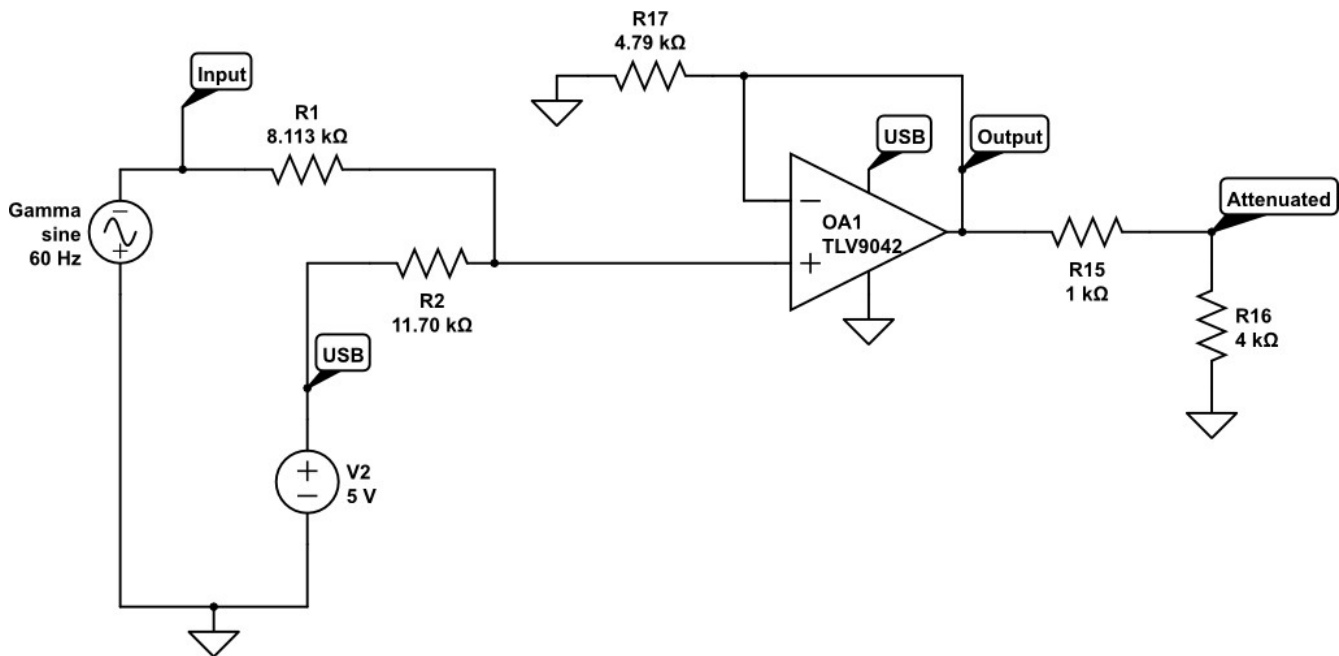 R17
4.79 kΩ
Input
R1
8.113 kΩ
USB
Output
Gamma
sine
60 Hz
−
+
−
+
OA1
TLV9042
Attenuated
R2
11.70 kΩ
R15
1 kΩ
R16
4 kΩ
USB
+
−
V2
5 V